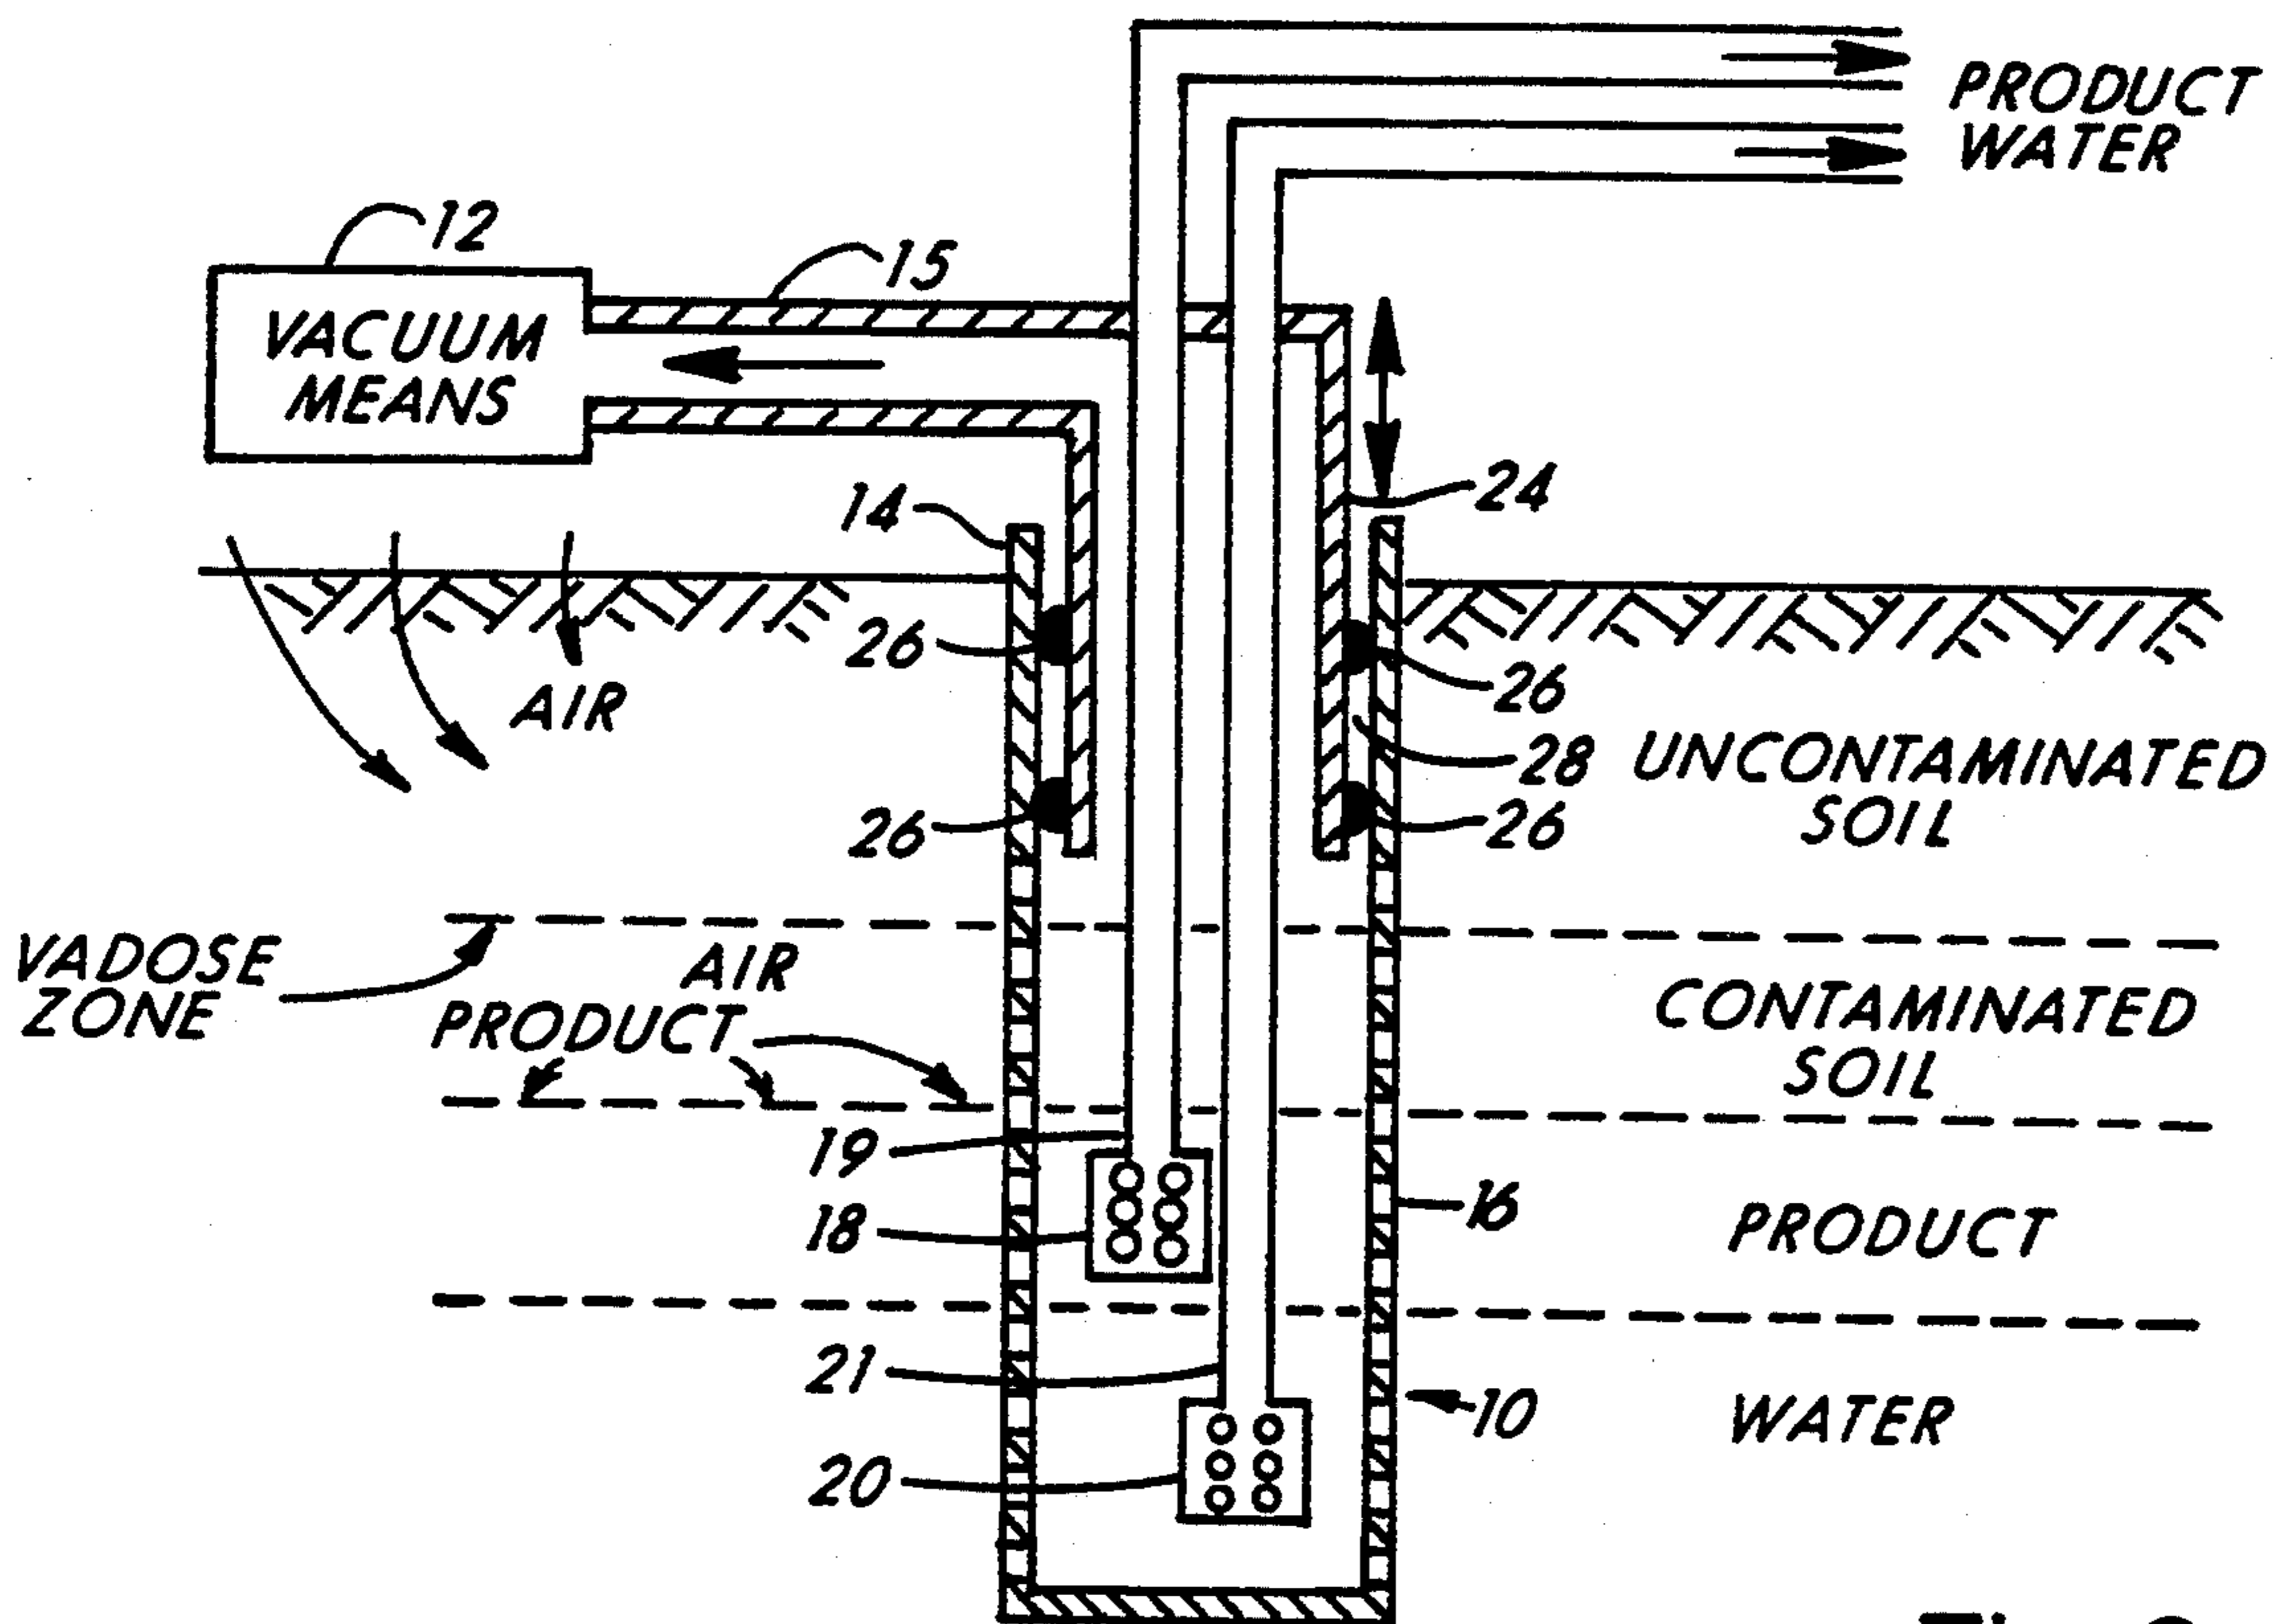 PRODUCT
WATER
12
15
VACUUM
MEANS
14
24
26
26
AIR
28
UNCONTAMINATED
SOIL
26
26
VADOSE
ZONE
AIR
PRODUCT
CONTAMINATED
SOIL
19
18
16
PRODUCT
21
10
WATER
20